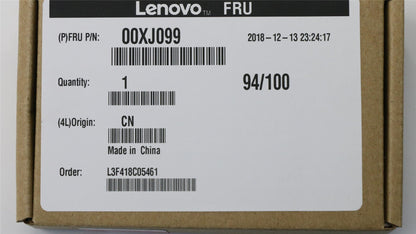 Lenovo™ FRU
(P)FRU P/N: 00XJ099 2018-12-13 23:24:17
Quantity: 1 94/100
(4L)Origin: CN
Made in China
Order: L3F418C05461